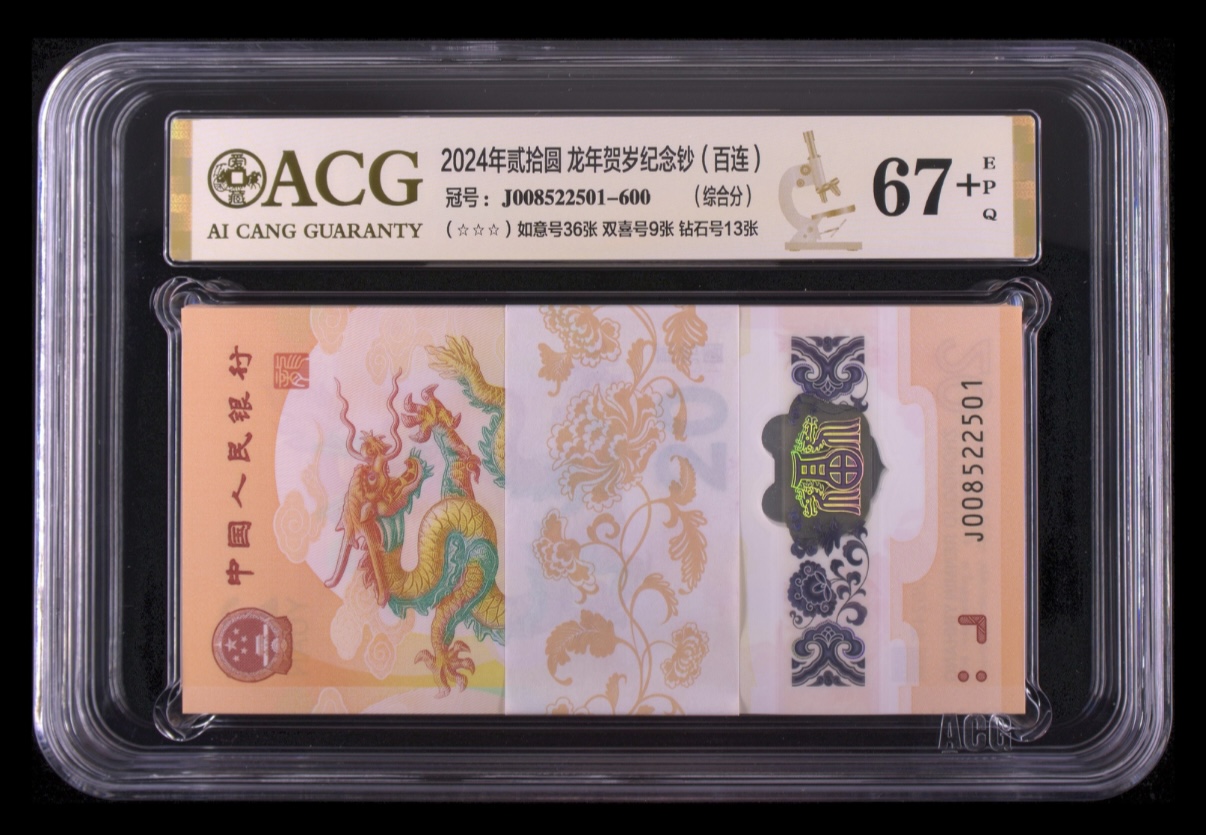 ACG
AI CANG GUARANTY
2024年贰拾圆 龙年贺岁纪念钞（百连）
冠号：J008522501-600 （综合分）
（☆☆☆）如意号36张 双喜号9张 钻石号13张
67+
EPQ
中国人民银行
J008522501
ACG